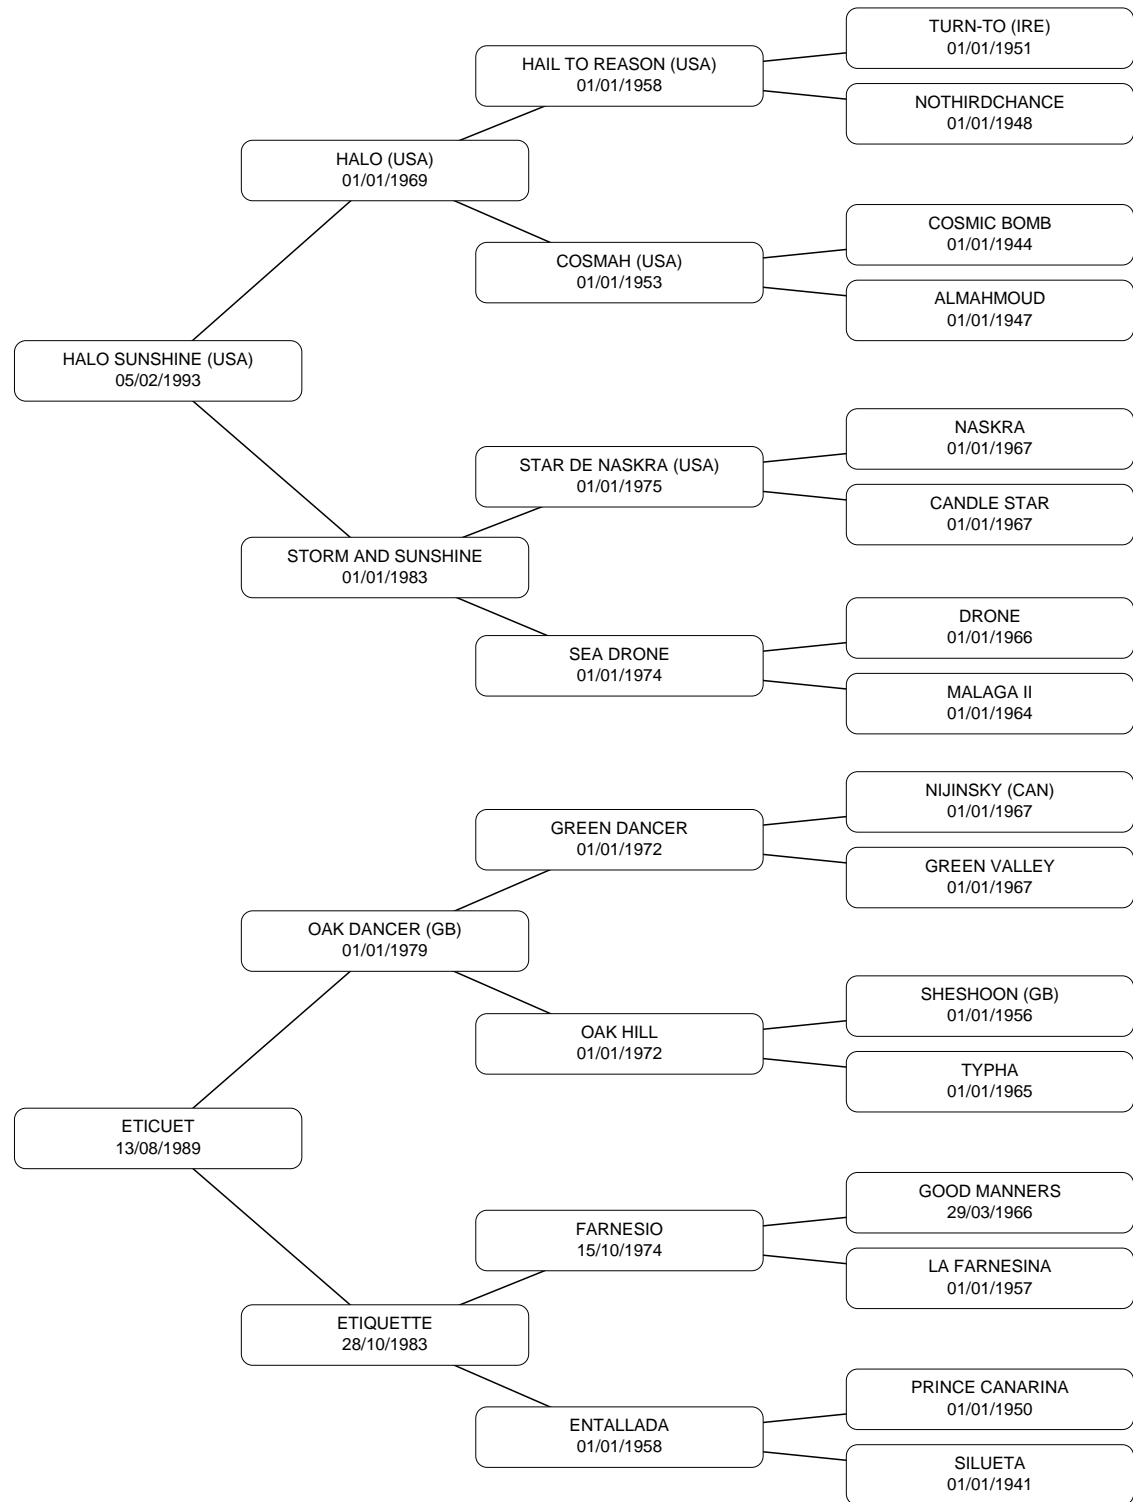 TURN-TO (IRE)
01/01/1951
HAIL TO REASON (USA)
01/01/1958
NOTHIRDCHANCE
01/01/1948
HALO (USA)
01/01/1969
COSMIC BOMB
01/01/1944
COSMAH (USA)
01/01/1953
ALMAHMOUD
01/01/1947
HALO SUNSHINE (USA)
05/02/1993
NASKRA
01/01/1967
STAR DE NASKRA (USA)
01/01/1975
CANDLE STAR
01/01/1967
STORM AND SUNSHINE
01/01/1983
DRONE
01/01/1966
SEA DRONE
01/01/1974
MALAGA II
01/01/1964
NIJINSKY (CAN)
01/01/1967
GREEN DANCER
01/01/1972
GREEN VALLEY
01/01/1967
OAK DANCER (GB)
01/01/1979
SHESHOON (GB)
01/01/1956
OAK HILL
01/01/1972
TYPHA
01/01/1965
ETICUET
13/08/1989
GOOD MANNERS
29/03/1966
FARNESIO
15/10/1974
LA FARNESINA
01/01/1957
ETIQUETTE
28/10/1983
PRINCE CANARINA
01/01/1950
ENTALLADA
01/01/1958
SILUETA
01/01/1941